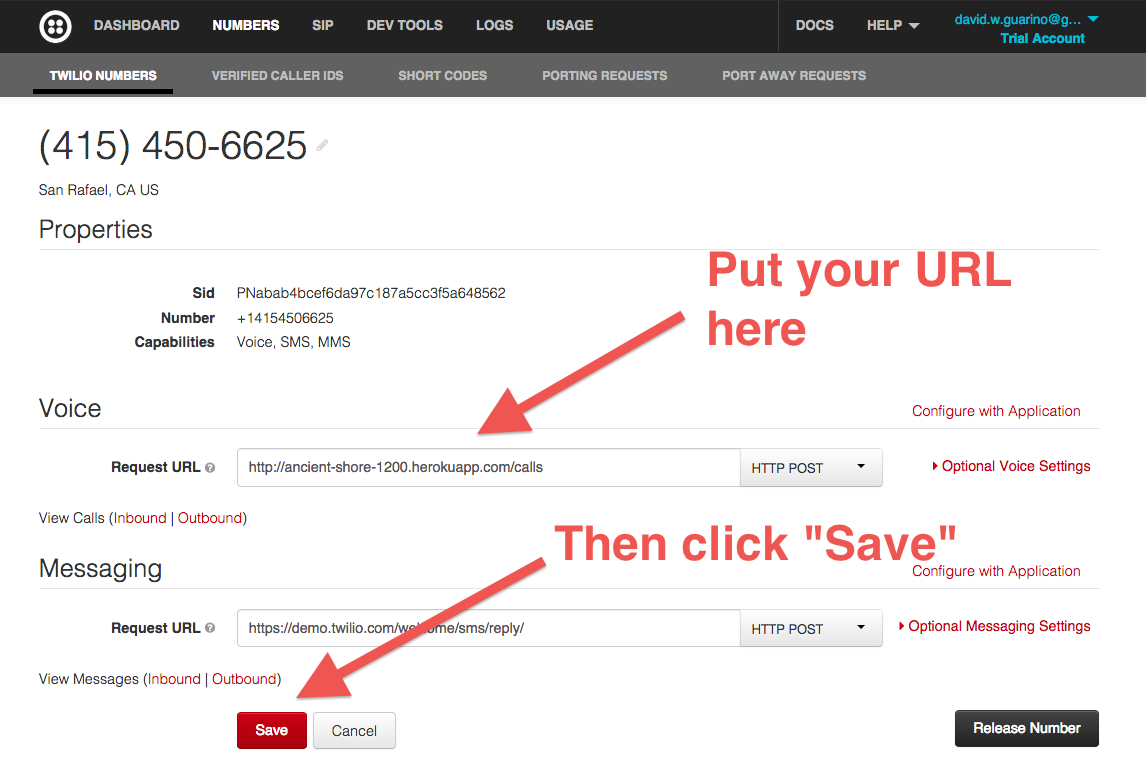 DASHBOARD NUMBERS SIP DEV TOOLS LOGS USAGE DOCS HELP david.w.guarino@g...
Trial Account
TWILIO NUMBERS VERIFIED CALLER IDS SHORT CODES PORTING REQUESTS PORT AWAY REQUESTS
(415) 450-6625
San Rafael, CA US
Properties
Put your URL
here
Sid PNabab4bcef6da97c187a5cc3f5a648562
Number +14154506625
Capabilities Voice, SMS, MMS
Voice Configure with Application
Request URL ? http://ancient-shore-1200.herokuapp.com/calls HTTP POST Optional Voice Settings
View Calls (Inbound | Outbound)
Then click "Save"
Messaging Configure with Application
Request URL ? https://demo.twilio.com/welcome/sms/reply/ HTTP POST Optional Messaging Settings
View Messages (Inbound | Outbound)
Save Cancel Release Number